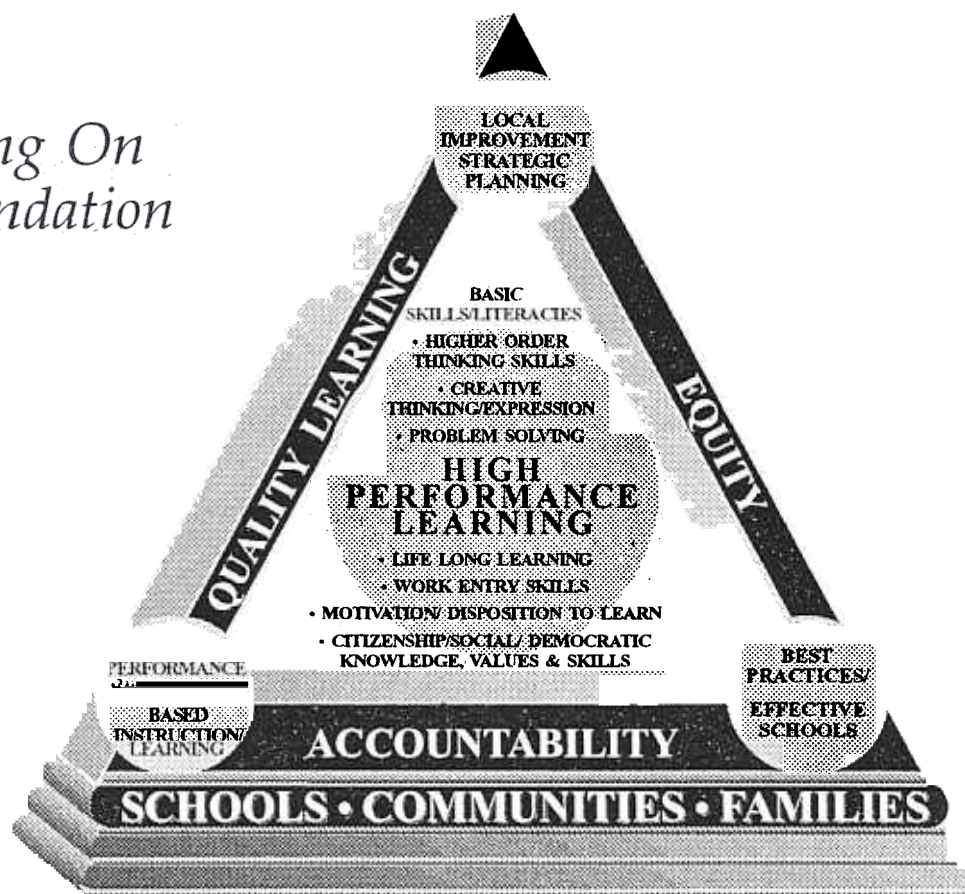 ng On
ndation
LOCAL
IMPROVEMENT
STRATEGIC
PLANNING
QUALITY LEARNING
EQUITY
BASIC
SKILLS/LITERACIES
• HIGHER ORDER
THINKING SKILLS
• CREATIVE
THINKING/EXPRESSION
• PROBLEM SOLVING
HIGH
PERFORMANCE
LEARNING
• LIFE LONG LEARNING
• WORK ENTRY SKILLS
• MOTIVATION/ DISPOSITION TO LEARN
• CITIZENSHIP/SOCIAL/ DEMOCRATIC
KNOWLEDGE, VALUES & SKILLS
PERFORMANCE
BASED
INSTRUCTION/
LEARNING
BEST
PRACTICES/
EFFECTIVE
SCHOOLS
ACCOUNTABILITY
SCHOOLS • COMMUNITIES • FAMILIES